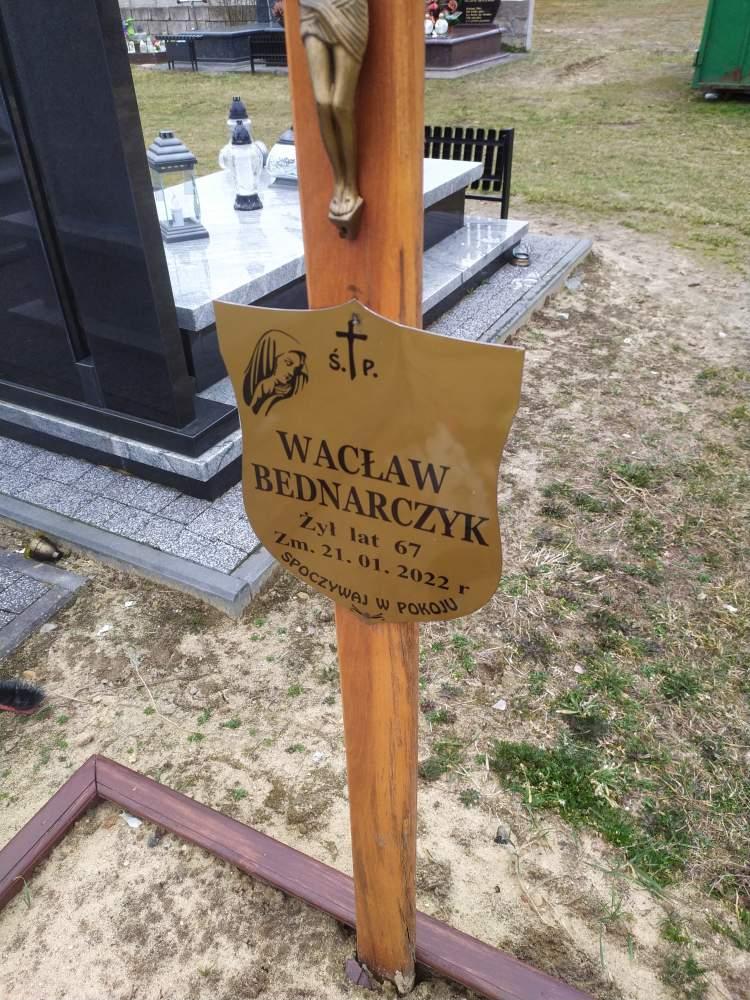 Ś. P.
WACŁAW
BEDNARCZYK
Żył lat 67
Zm. 21. 01. 2022 r
SPOCZYWAJ W POKOJU